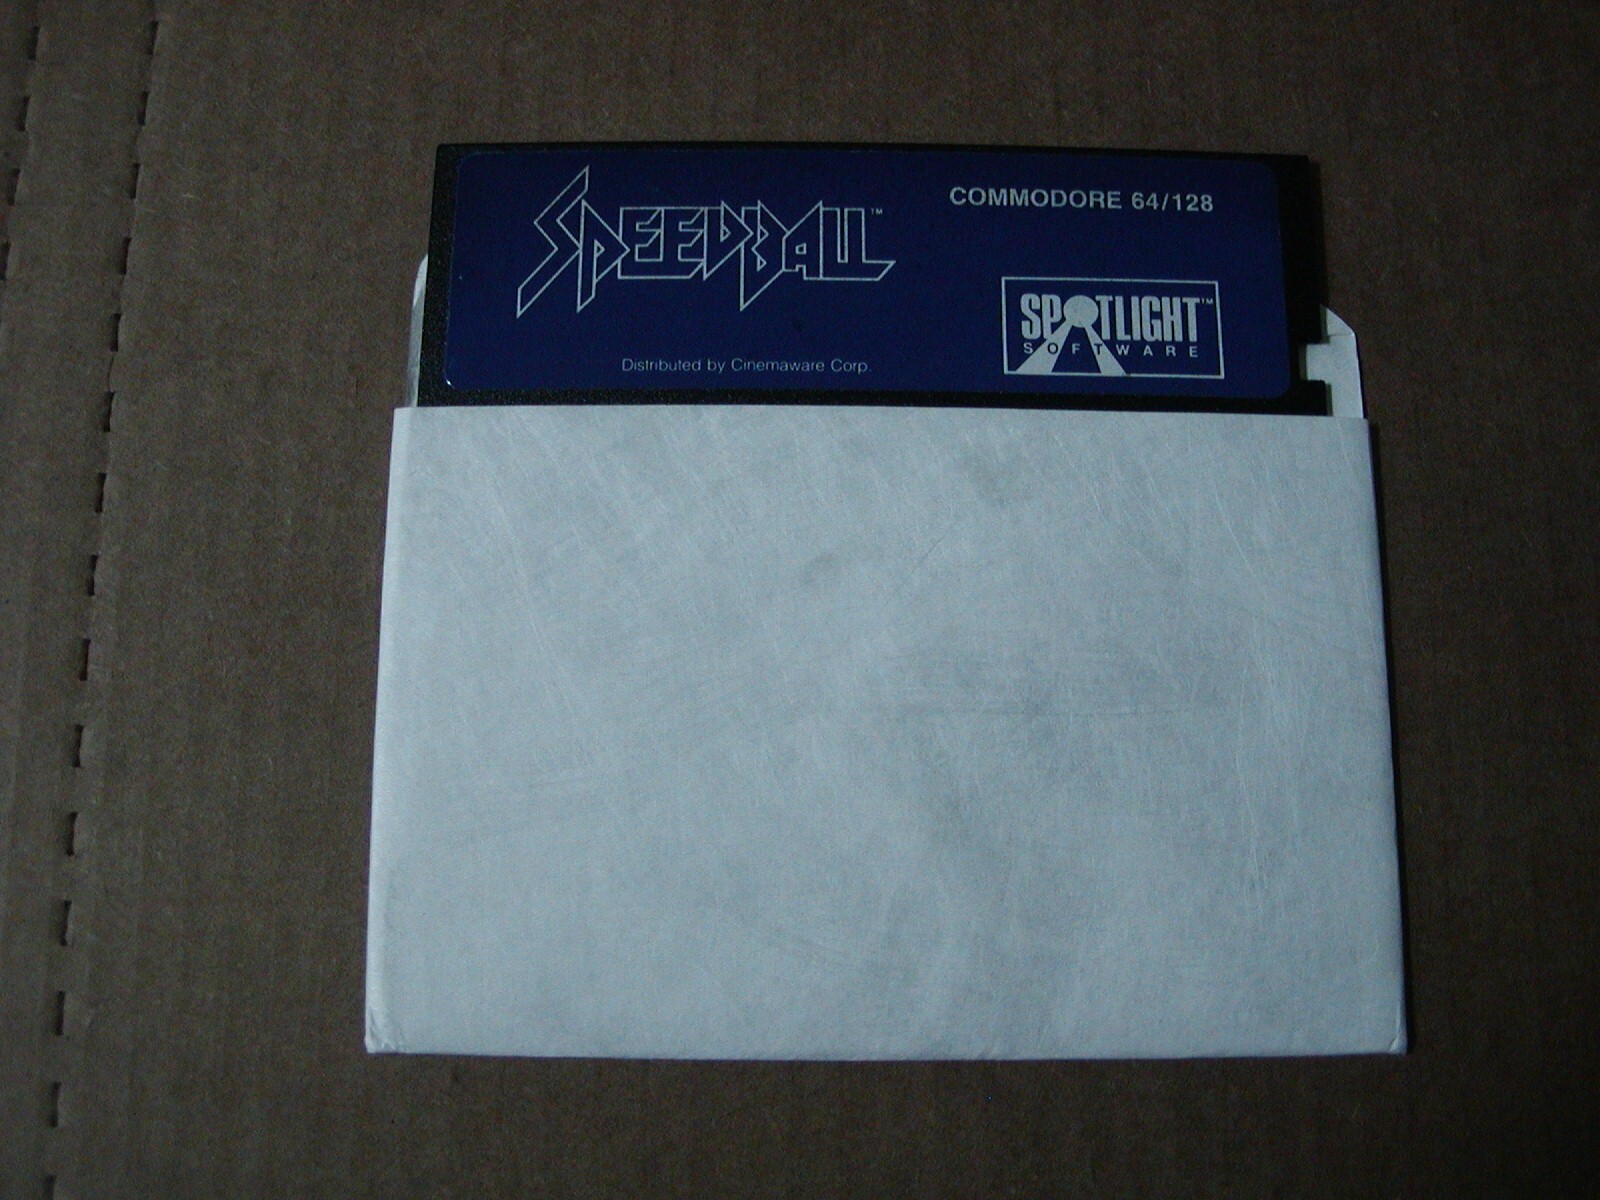 SPEEDBALL™
COMMODORE 64/128
SPOTLIGHT™
SOFTWARE
Distributed by Cinemaware Corp.